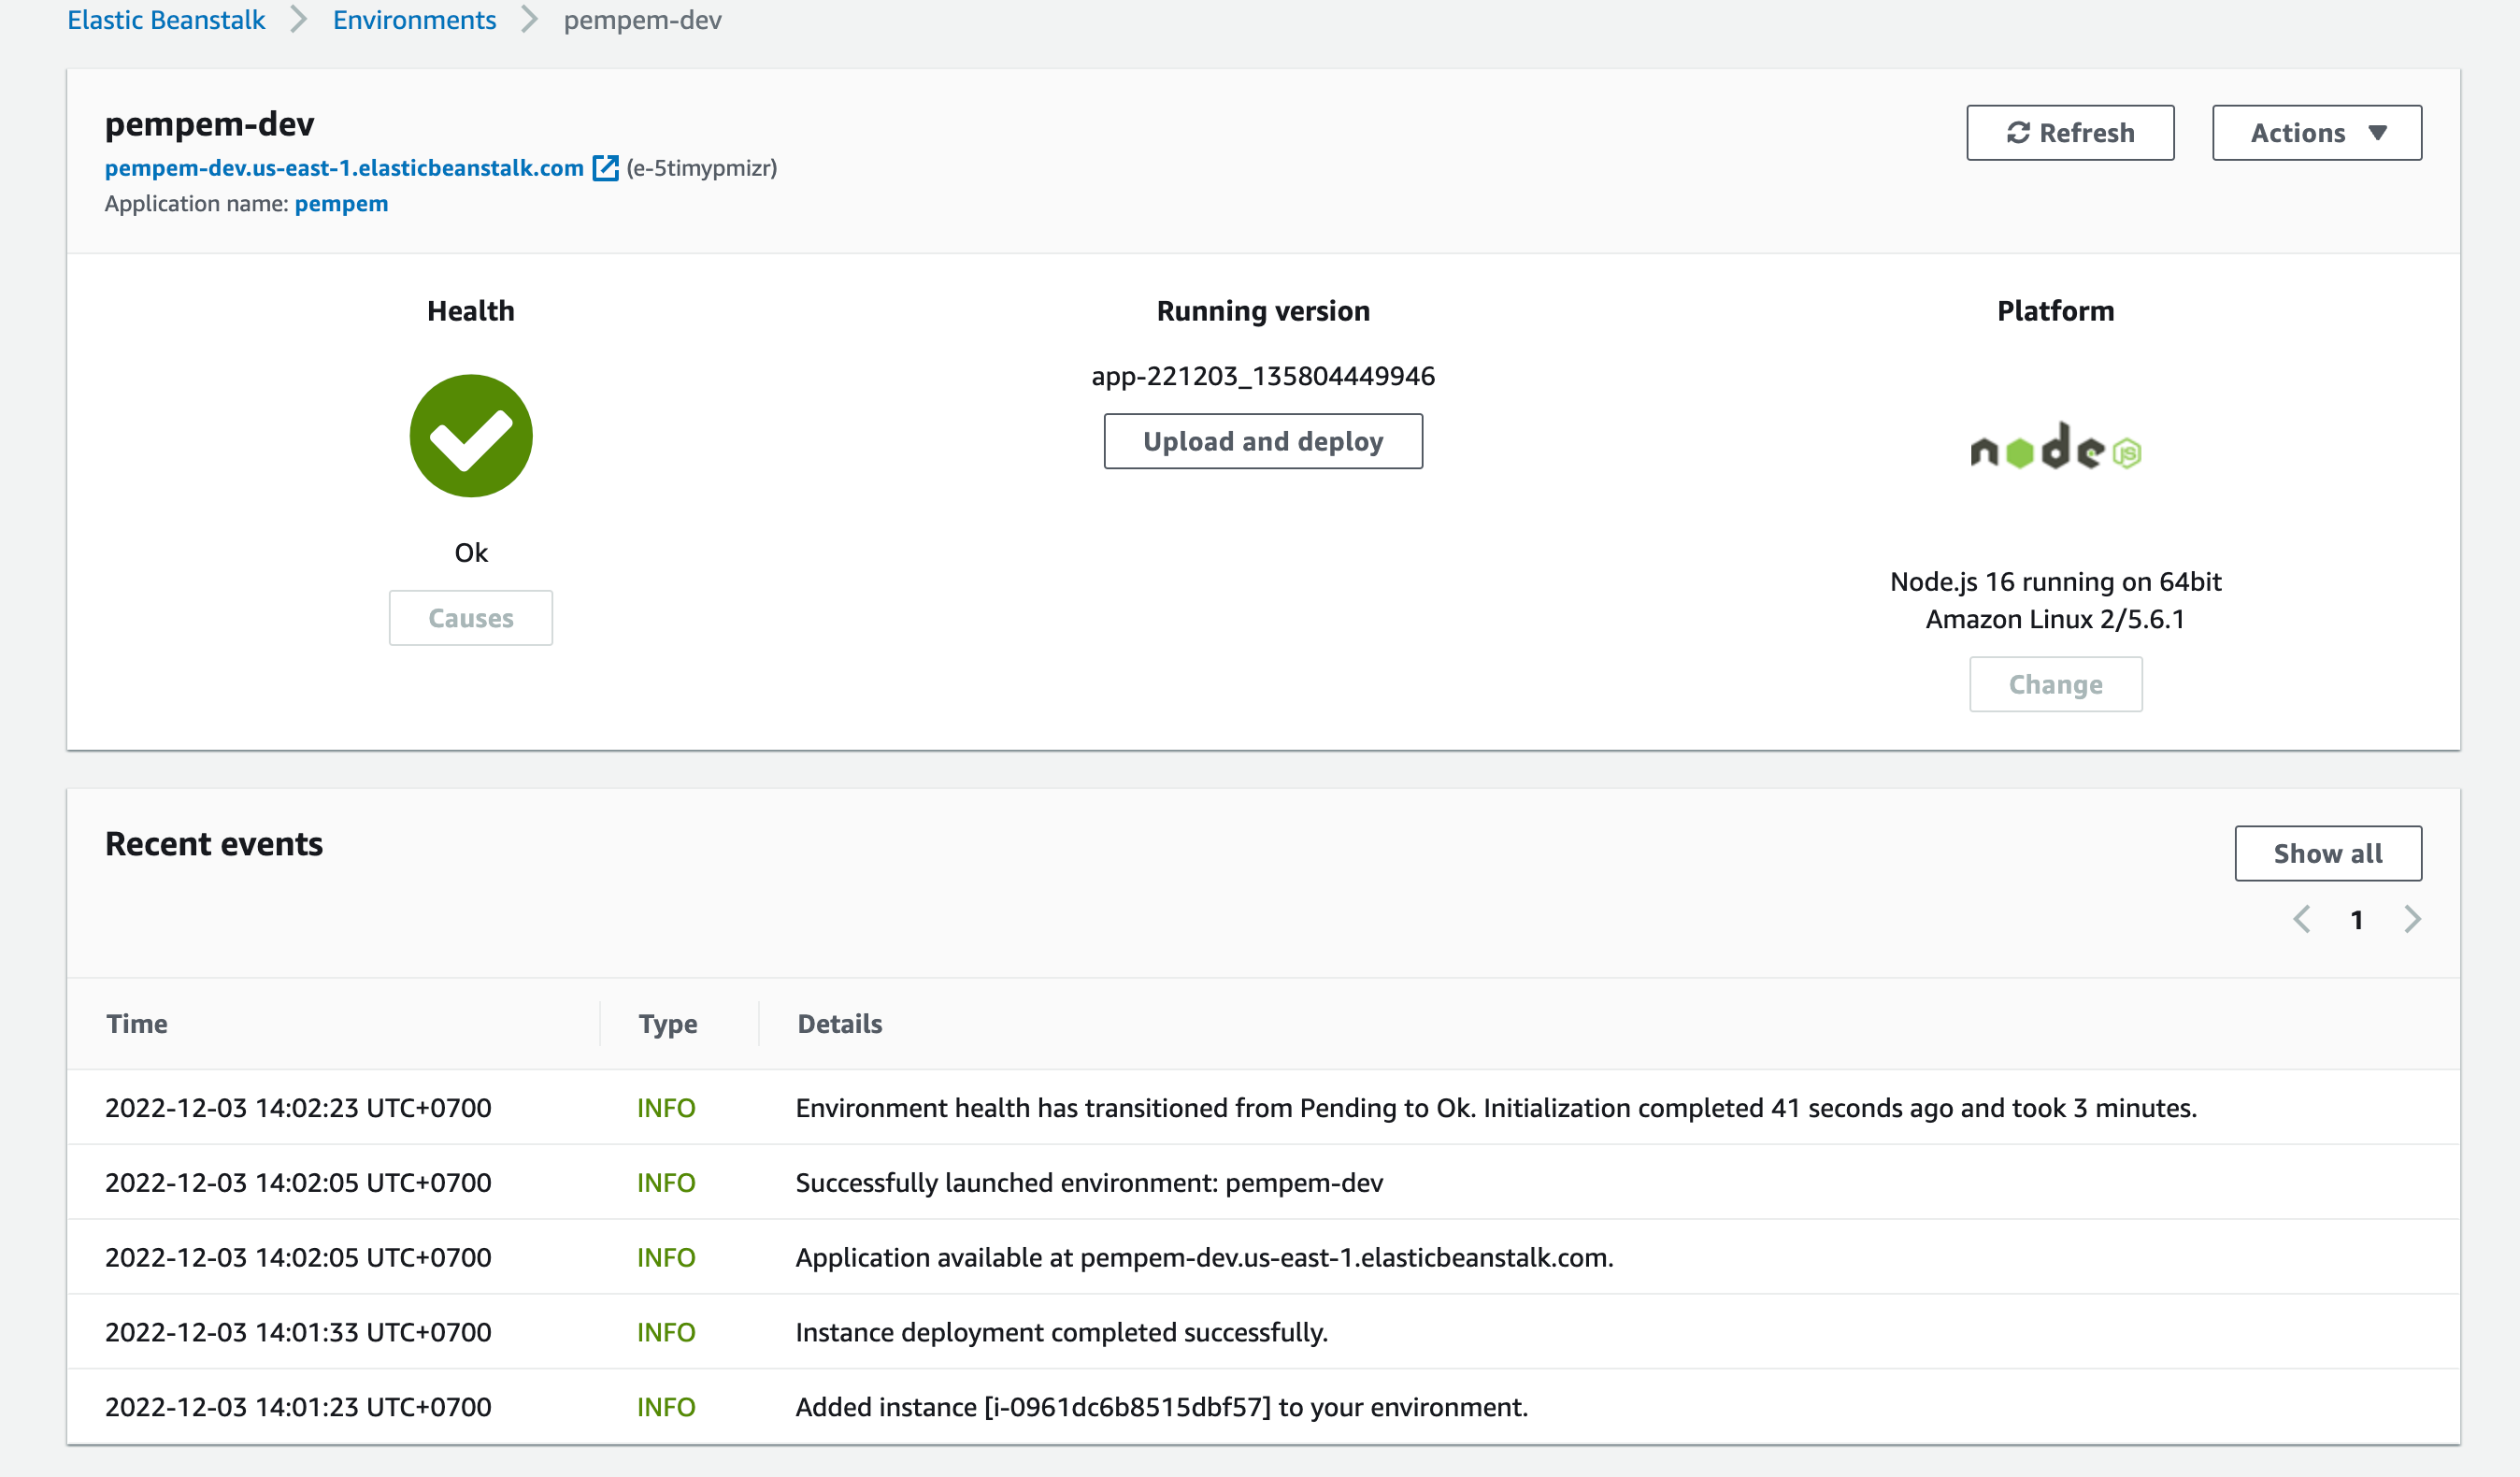 Elastic Beanstalk > Environments > pempem-dev
pempem-dev
Refresh
Actions
pempem-dev.us-east-1.elasticbeanstalk.com (e-5timypmizr)
Application name: pempem
Health
Running version
Platform
app-221203_135804449946
Upload and deploy
node JS
Ok
Causes
Node.js 16 running on 64bit
Amazon Linux 2/5.6.1
Change
Recent events
Show all
1
Time Type Details
2022-12-03 14:02:23 UTC+0700 INFO Environment health has transitioned from Pending to Ok. Initialization completed 41 seconds ago and took 3 minutes.
2022-12-03 14:02:05 UTC+0700 INFO Successfully launched environment: pempem-dev
2022-12-03 14:02:05 UTC+0700 INFO Application available at pempem-dev.us-east-1.elasticbeanstalk.com.
2022-12-03 14:01:33 UTC+0700 INFO Instance deployment completed successfully.
2022-12-03 14:01:23 UTC+0700 INFO Added instance [i-0961dc6b8515dbf57] to your environment.